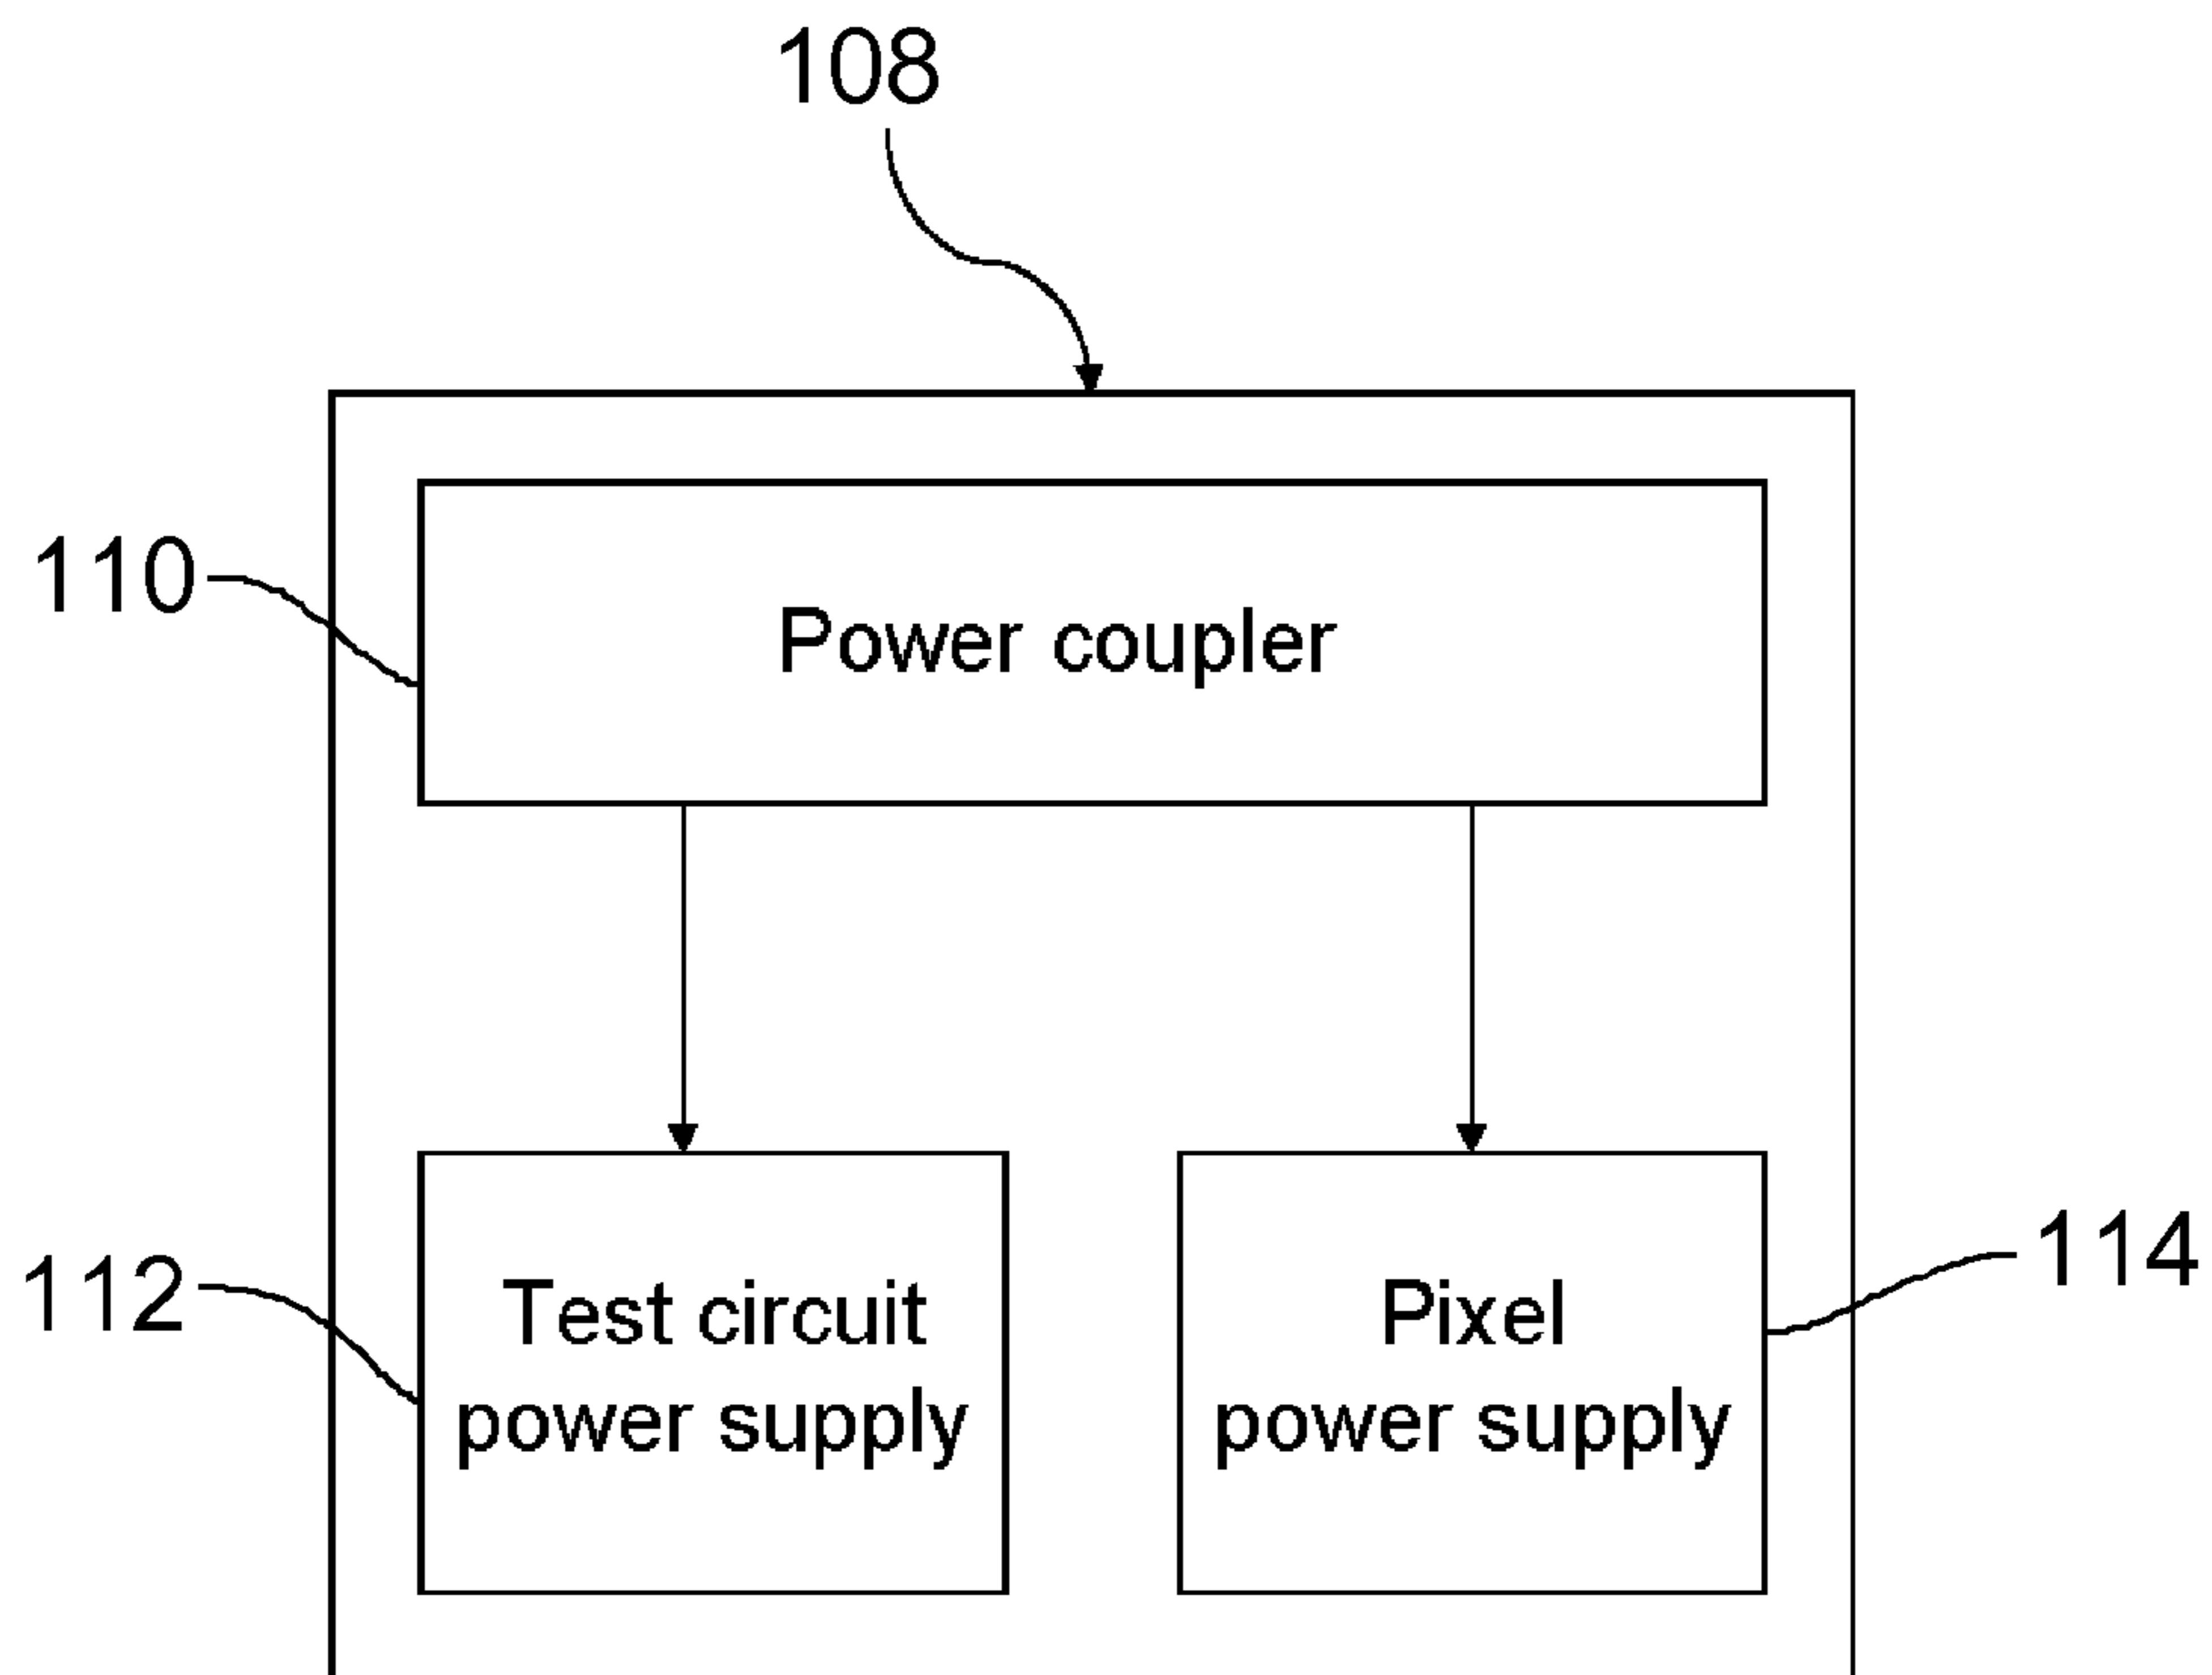 108
110
Power coupler
112
Test circuit
power supply
Pixel
power supply
114